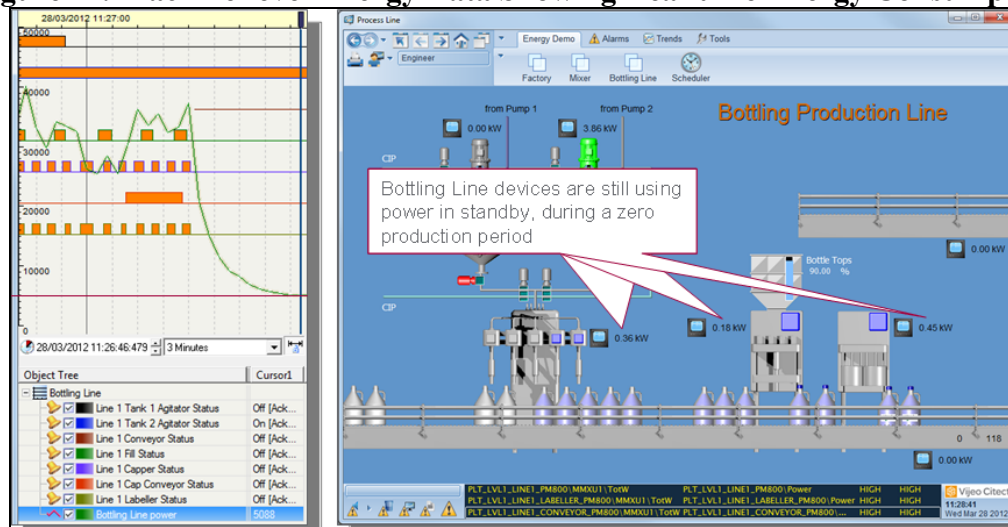 28/03/2012 11:27:00
50000
40000
30000
20000
10000
0
28/03/2012 11:26:46:479 3 Minutes
Object Tree Cursor1
Bottling Line
Line 1 Tank 1 Agitator Status Off [Ack...
Line 1 Tank 2 Agitator Status On [Ack...
Line 1 Conveyor Status Off [Ack...
Line 1 Fill Status Off [Ack...
Line 1 Capper Status Off [Ack...
Line 1 Cap Conveyor Status Off [Ack...
Line 1 Labeller Status Off [Ack...
Bottling Line power 5088
Process Line
Energy Demo Alarms Trends Tools
Engineer
Factory Mixer Bottling Line Scheduler
from Pump 1 from Pump 2
Bottling Production Line
0.00 kW 3.86 kW
CIP
Bottling Line devices are still using
power in standby, during a zero
production period
0.00 kW
Bottle Tops
90.00 %
CIP
0.36 kW 0.18 kW 0.45 kW
0 118
0.00 kW
PLT_LVL1_LINE1_PM800\MMXU1\TotW PLT_LVL1_LINE1_PM800\Power HIGH HIGH
PLT_LVL1_LINE1_LABELLER_PM800\MMXU1\TotW PLT_LVL1_LINE1_LABELLER_PM800\Power HIGH HIGH
PLT_LVL1_LINE1_CONVEYOR_PM800\MMXU1\TotW PLT_LVL1_LINE1_CONVEYOR_PM800\... HIGH HIGH
Vijeo Citect
11:28:41
Wed Mar 28 2012